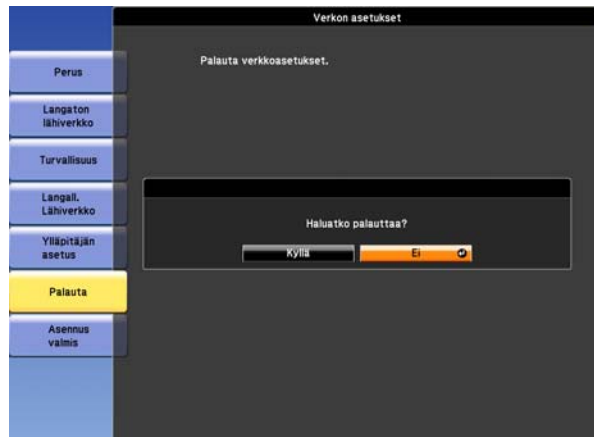 Verkon asetukset
Perus
Langaton
lähiverkko
Turvallisuus
Langall.
Lähiverkko
Ylläpitäjän
asetus
Palauta
Asennus
valmis
Palauta verkkoasetukset.
Haluatko palauttaa?
Kyllä
Ei